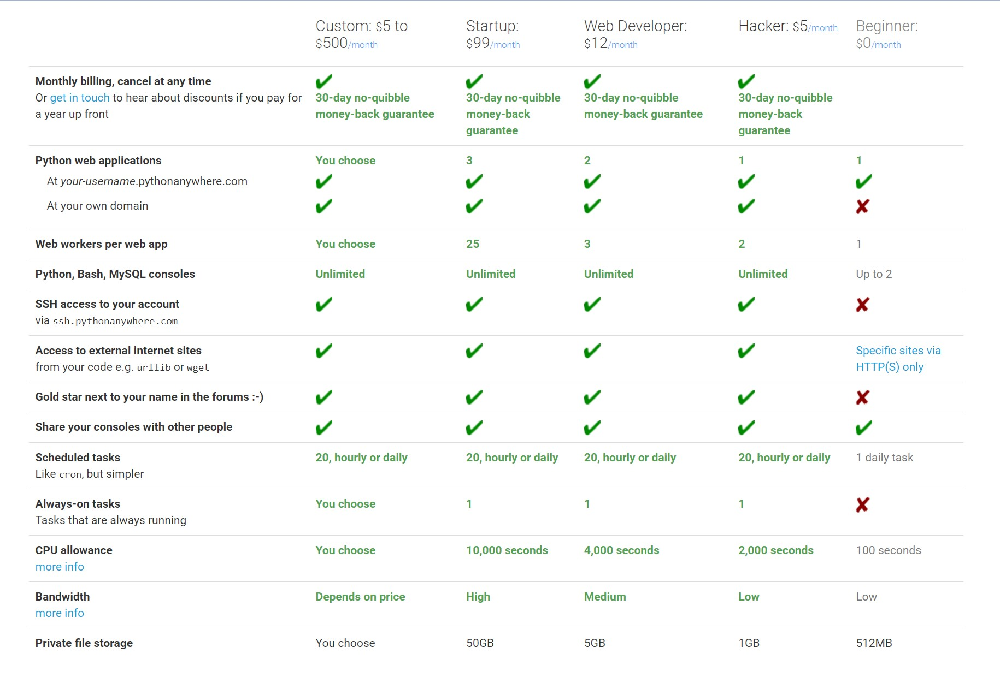 Custom: $5 to $500/month
Startup: $99/month
Web Developer: $12/month
Hacker: $5/month
Beginner: $0/month
Monthly billing, cancel at any time
Or get in touch to hear about discounts if you pay for
a year up front
30-day no-quibble
money-back guarantee
30-day no-quibble
money-back
guarantee
30-day no-quibble
money-back guarantee
30-day no-quibble
money-back
guarantee
Python web applications
You choose
3
2
1
1
At your-username.pythonanywhere.com
At your own domain
Web workers per web app
You choose
25
3
2
1
Python, Bash, MySQL consoles
Unlimited
Unlimited
Unlimited
Unlimited
Up to 2
SSH access to your account
via ssh.pythonanywhere.com
Access to external internet sites
from your code e.g. urllib or wget
Specific sites via
HTTP(S) only
Gold star next to your name in the forums :-)
Share your consoles with other people
Scheduled tasks
Like cron, but simpler
20, hourly or daily
20, hourly or daily
20, hourly or daily
20, hourly or daily
1 daily task
Always-on tasks
Tasks that are always running
You choose
1
1
1
CPU allowance
more info
You choose
10,000 seconds
4,000 seconds
2,000 seconds
100 seconds
Bandwidth
more info
Depends on price
High
Medium
Low
Low
Private file storage
You choose
50GB
5GB
1GB
512MB